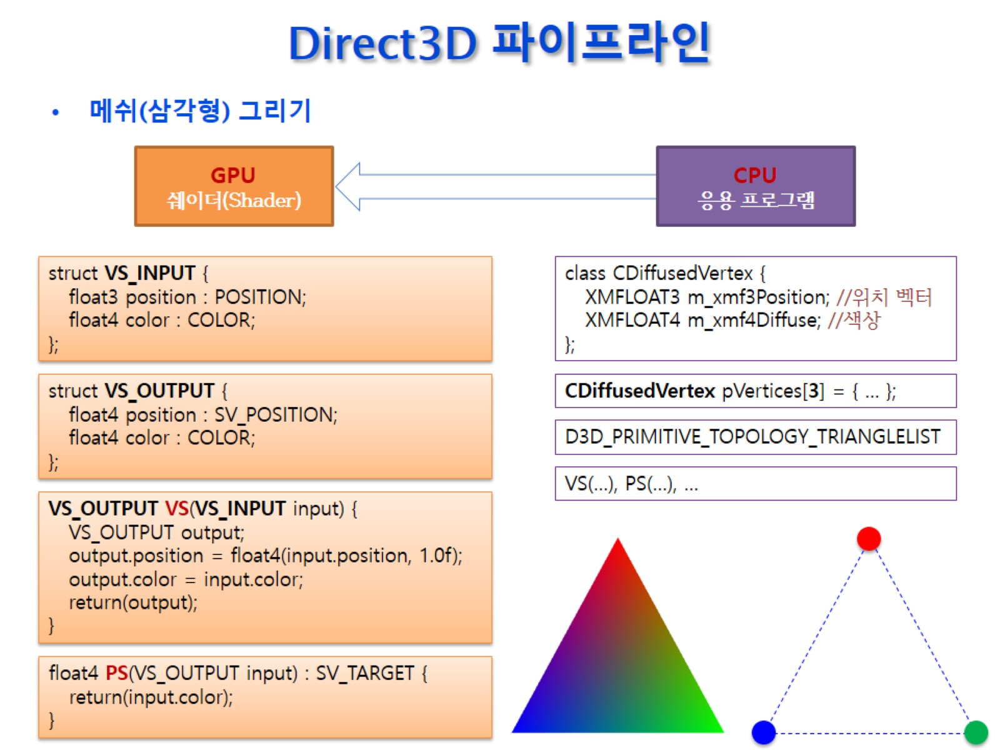 Direct3D 파이프라인
• 메쉬(삼각형) 그리기
GPU
쉐이더(Shader)
CPU
응용 프로그램
struct VS_INPUT {
float3 position : POSITION;
float4 color : COLOR;
};
struct VS_OUTPUT {
float4 position : SV_POSITION;
float4 color : COLOR;
};
VS_OUTPUT VS(VS_INPUT input) {
VS_OUTPUT output;
output.position = float4(input.position, 1.0f);
output.color = input.color;
return(output);
}
float4 PS(VS_OUTPUT input) : SV_TARGET {
return(input.color);
}
class CDiffusedVertex {
XMFLOAT3 m_xmf3Position; //위치 벡터
XMFLOAT4 m_xmf4Diffuse; //색상
};
CDiffusedVertex pVertices[3] = { ... };
D3D_PRIMITIVE_TOPOLOGY_TRIANGLELIST
VS(...), PS(...), ...